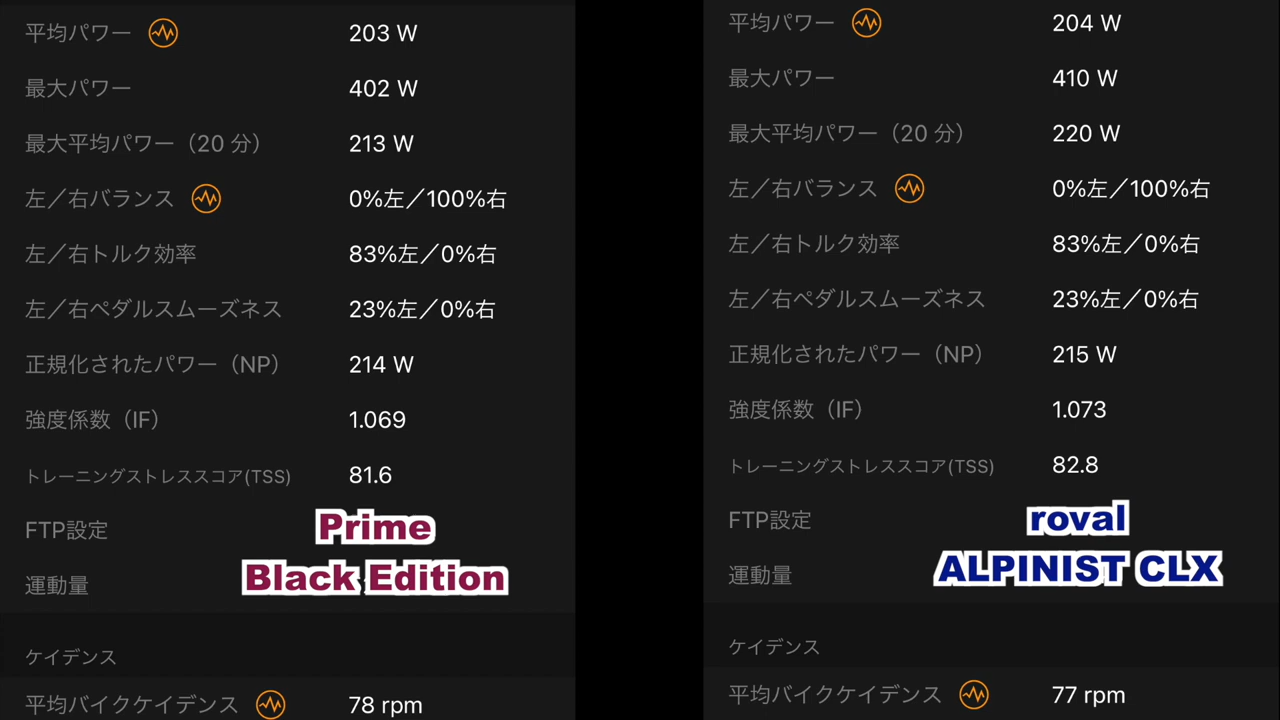 平均パワー 203 W
最大パワー 402 W
最大平均パワー（20 分） 213 W
左／右バランス 0%左／100%右
左／右トルク効率 83%左／0%右
左／右ペダルスムーズネス 23%左／0%右
正規化されたパワー（NP） 214 W
強度係数（IF） 1.069
トレーニングストレススコア(TSS) 81.6
FTP設定
Prime
Black Edition
運動量
ケイデンス
平均バイクケイデンス 78 rpm
平均パワー 204 W
最大パワー 410 W
最大平均パワー（20 分） 220 W
左／右バランス 0%左／100%右
左／右トルク効率 83%左／0%右
左／右ペダルスムーズネス 23%左／0%右
正規化されたパワー（NP） 215 W
強度係数（IF） 1.073
トレーニングストレススコア(TSS) 82.8
FTP設定
roval
ALPINIST CLX
運動量
ケイデンス
平均バイクケイデンス 77 rpm